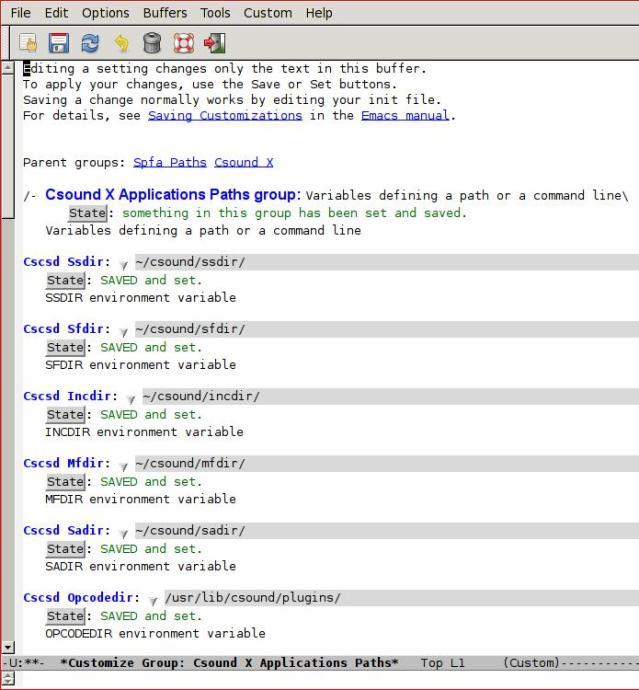 File Edit Options Buffers Tools Custom Help
Editing a setting changes only the text in this buffer.
To apply your changes, use the Save or Set buttons.
Saving a change normally works by editing your init file.
For details, see Saving Customizations in the Emacs manual.
Parent groups: Spfa Paths Csound X
/- Csound X Applications Paths group: Variables defining a path or a command line\
State: something in this group has been set and saved.
Variables defining a path or a command line
Cscsd Ssdir: ~/csound/ssdir/
State: SAVED and set.
SSDIR environment variable
Cscsd Sfdir: ~/csound/sfdir/
State: SAVED and set.
SFDIR environment variable
Cscsd Incdir: ~/csound/incdir/
State: SAVED and set.
INCDIR environment variable
Cscsd Mfdir: ~/csound/mfdir/
State: SAVED and set.
MFDIR environment variable
Cscsd Sadir: ~/csound/sadir/
State: SAVED and set.
SADIR environment variable
Cscsd Opcodedir: /usr/lib/csound/plugins/
State: SAVED and set.
OPCODEDIR environment variable
-U:**- *Customize Group: Csound X Applications Paths* Top L1 (Custom)-----------